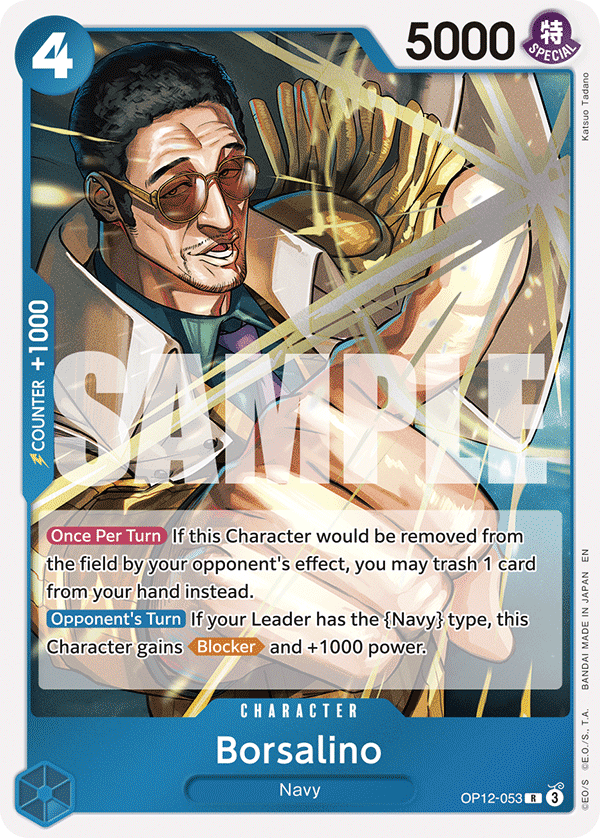 4
5000
特
SPECIAL
Katsuo Tadano
COUNTER +1000
SAMPLE
Once Per Turn If this Character would be removed from
the field by your opponent's effect, you may trash 1 card
from your hand instead.
Opponent's Turn If your Leader has the {Navy} type, this
Character gains Blocker and +1000 power.
CHARACTER
Borsalino
Navy
OP12-053 R 3
©EO/S ©E.O./S., T.A. BANDAI MADE IN JAPAN EN